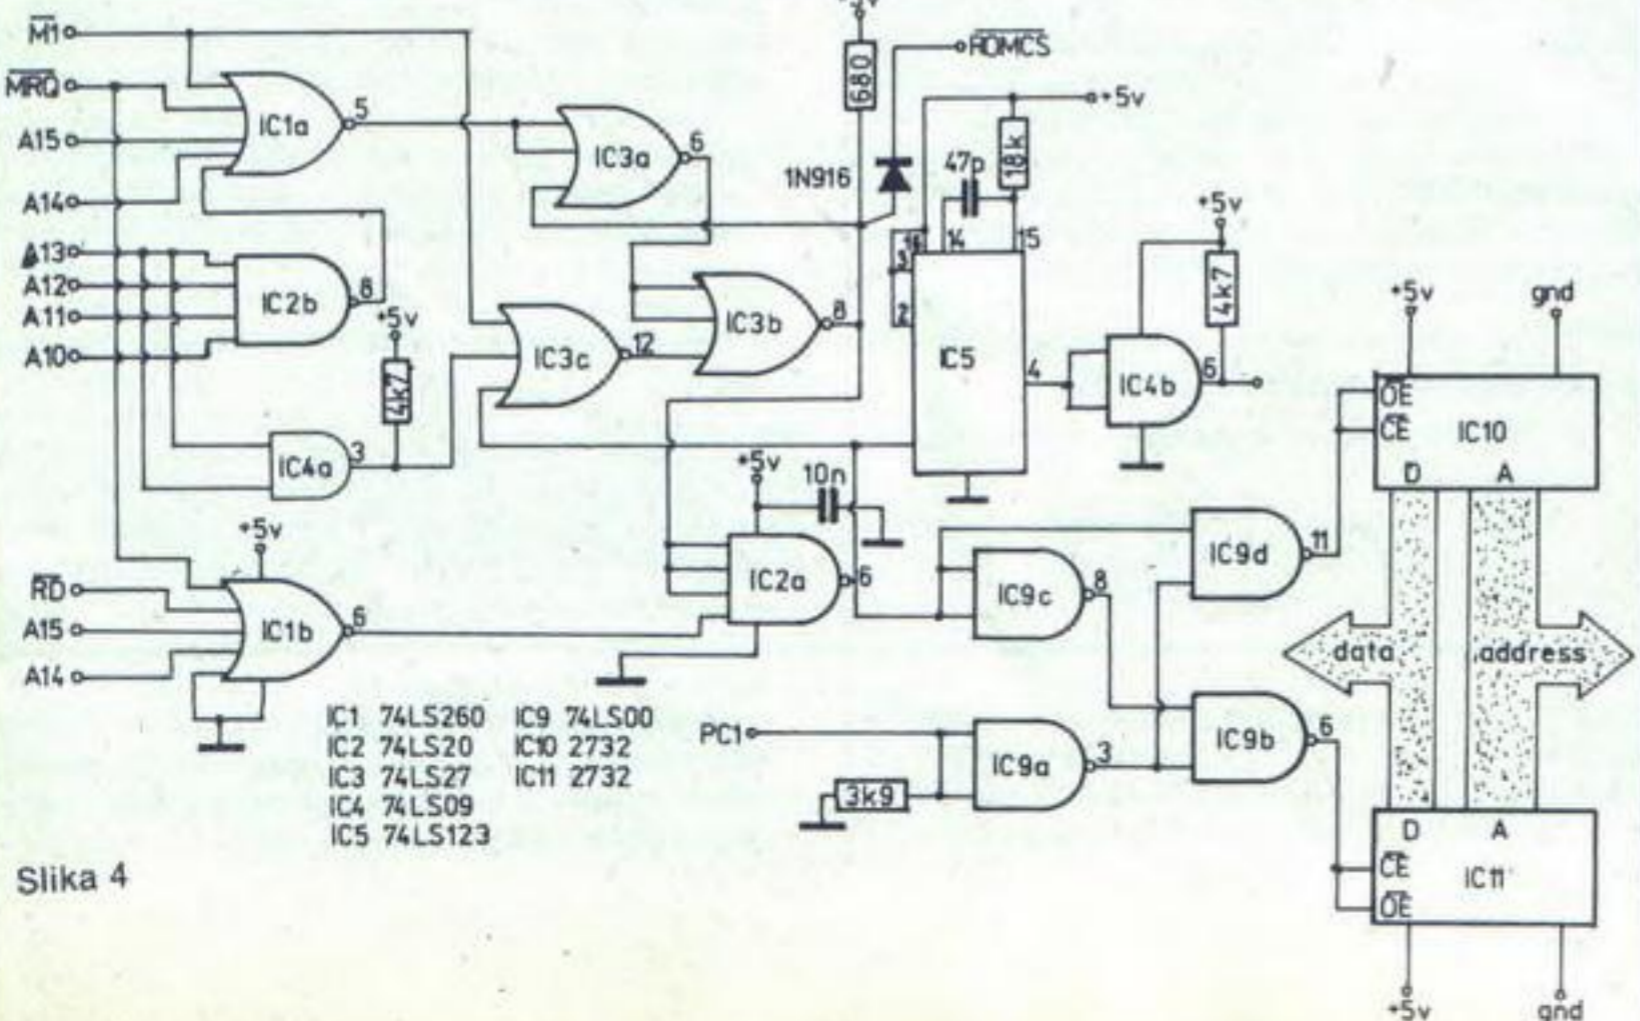 M1
MRQ
A15
A14
A13
A12
A11
A10
RD
A15
A14
IC1a
5
IC2b
6
+5v
4k7
IC4a
3
+5v
IC1b
6
IC3a
6
IC3c
12
IC3b
8
680
ROMCS
1N916
+5v
47p
18k
16
14
15
3
2
IC5
4
+5v
4k7
IC4b
6
+5v
10n
IC2a
6
IC9c
8
IC9d
11
PC1
3k9
IC9a
3
IC9b
6
+5v
gnd
OE
CE
IC10
D A
data
address
D A
CE
IC11
OE
+5v
gnd
IC1 74LS260 IC9 74LS00
IC2 74LS20 IC10 2732
IC3 74LS27 IC11 2732
IC4 74LS09
IC5 74LS123
Slika 4